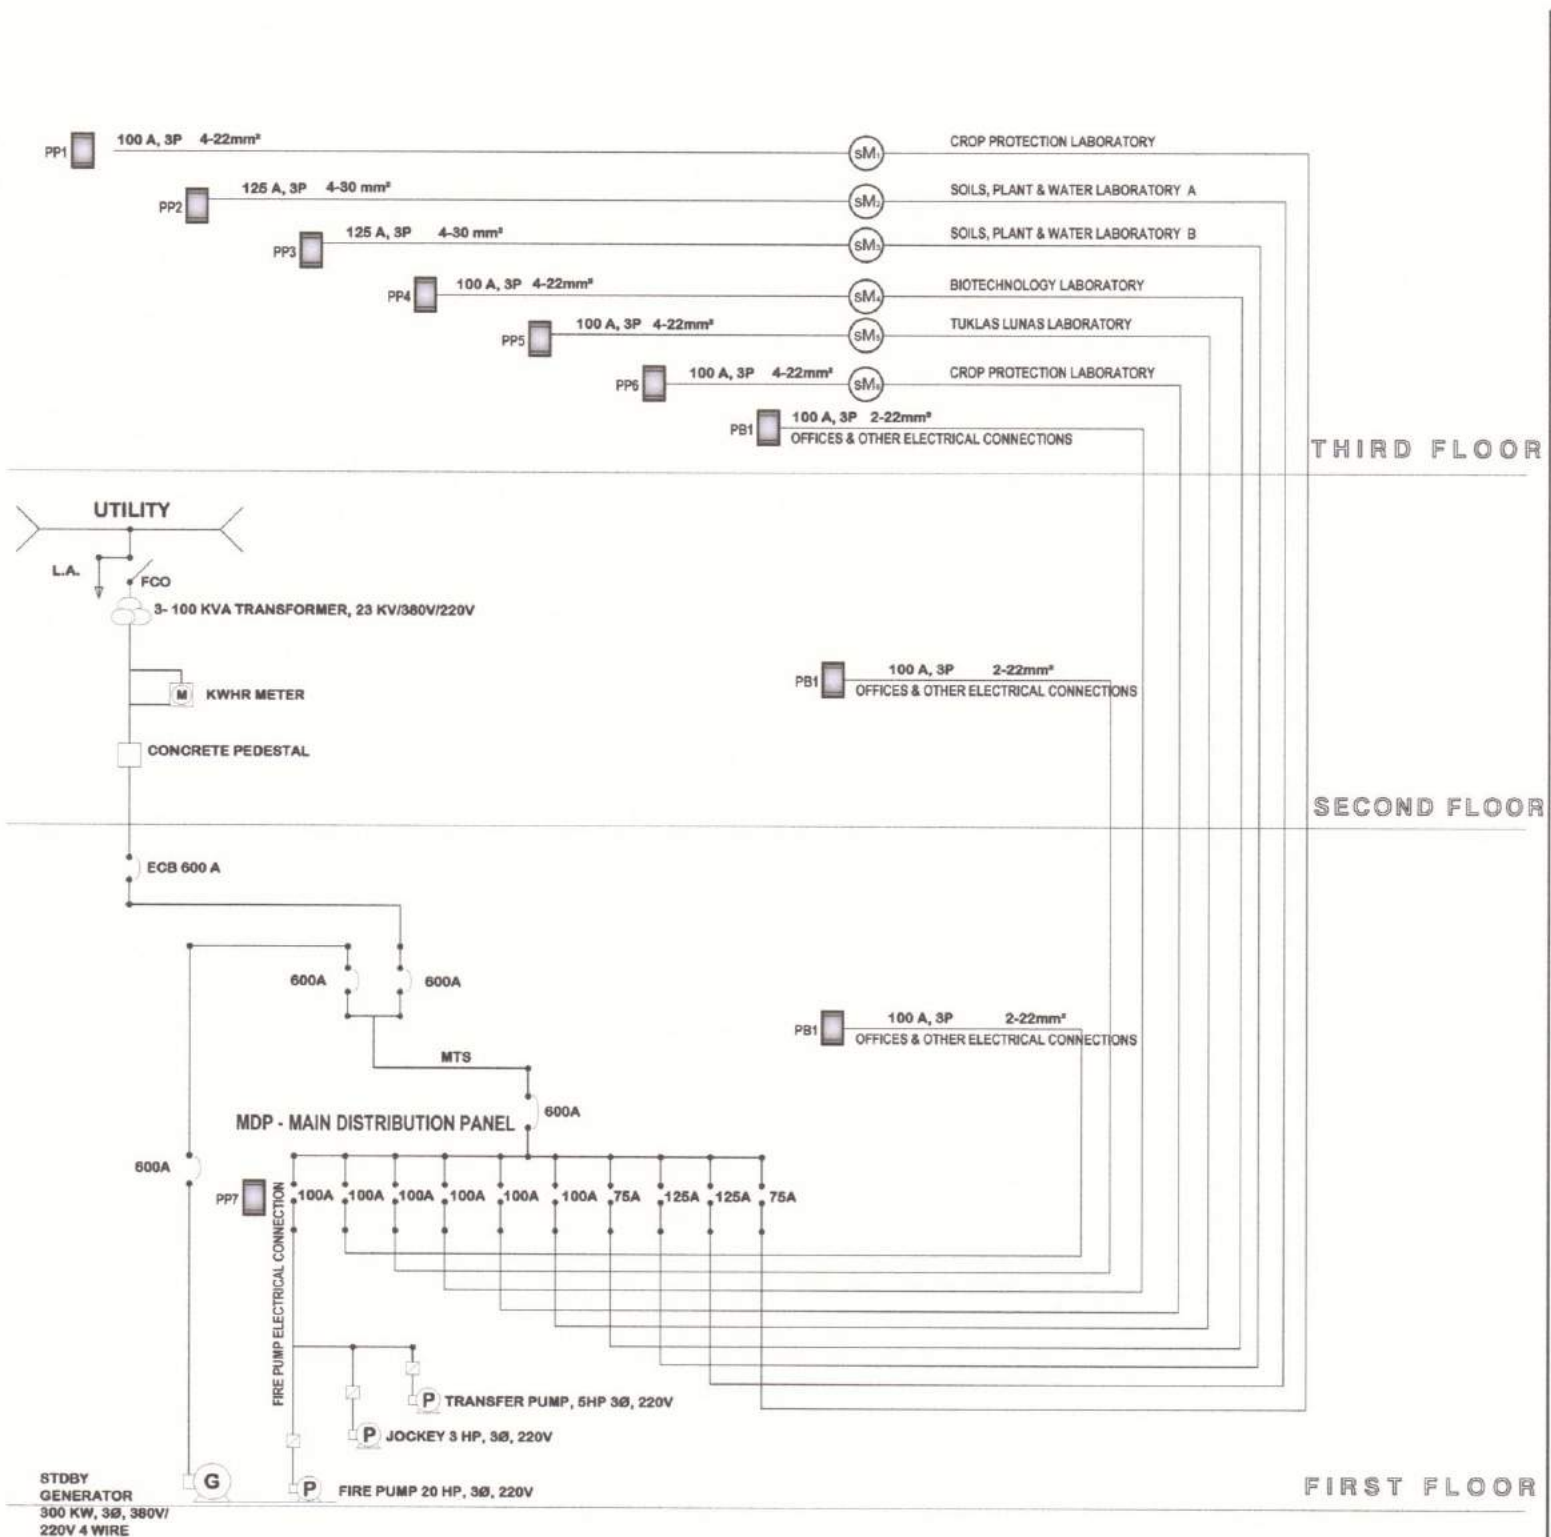 PP1 100 A, 3P 4-22mm² sM₁ CROP PROTECTION LABORATORY
PP2 125 A, 3P 4-30 mm² sM₂ SOILS, PLANT & WATER LABORATORY A
PP3 125 A, 3P 4-30 mm² sM₃ SOILS, PLANT & WATER LABORATORY B
PP4 100 A, 3P 4-22mm² sM₄ BIOTECHNOLOGY LABORATORY
PP5 100 A, 3P 4-22mm² sM₅ TUKLAS LUNAS LABORATORY
PP6 100 A, 3P 4-22mm² sM₆ CROP PROTECTION LABORATORY
PB1 100 A, 3P 2-22mm²
OFFICES & OTHER ELECTRICAL CONNECTIONS
THIRD FLOOR
UTILITY
L.A.
FCO
3- 100 KVA TRANSFORMER, 23 KV/380V/220V
M KWHR METER
CONCRETE PEDESTAL
PB1 100 A, 3P 2-22mm²
OFFICES & OTHER ELECTRICAL CONNECTIONS
SECOND FLOOR
ECB 600 A
600A 600A
PB1 100 A, 3P 2-22mm²
OFFICES & OTHER ELECTRICAL CONNECTIONS
MTS
600A
MDP - MAIN DISTRIBUTION PANEL
600A
PP7
100A 100A 100A 100A 100A 100A 75A 125A 125A 75A
FIRE PUMP ELECTRICAL CONNECTION
P TRANSFER PUMP, 5HP 3Ø, 220V
P JOCKEY 3 HP, 3Ø, 220V
G
P FIRE PUMP 20 HP, 3Ø, 220V
STDBY
GENERATOR
300 KW, 3Ø, 380V/
220V 4 WIRE
FIRST FLOOR